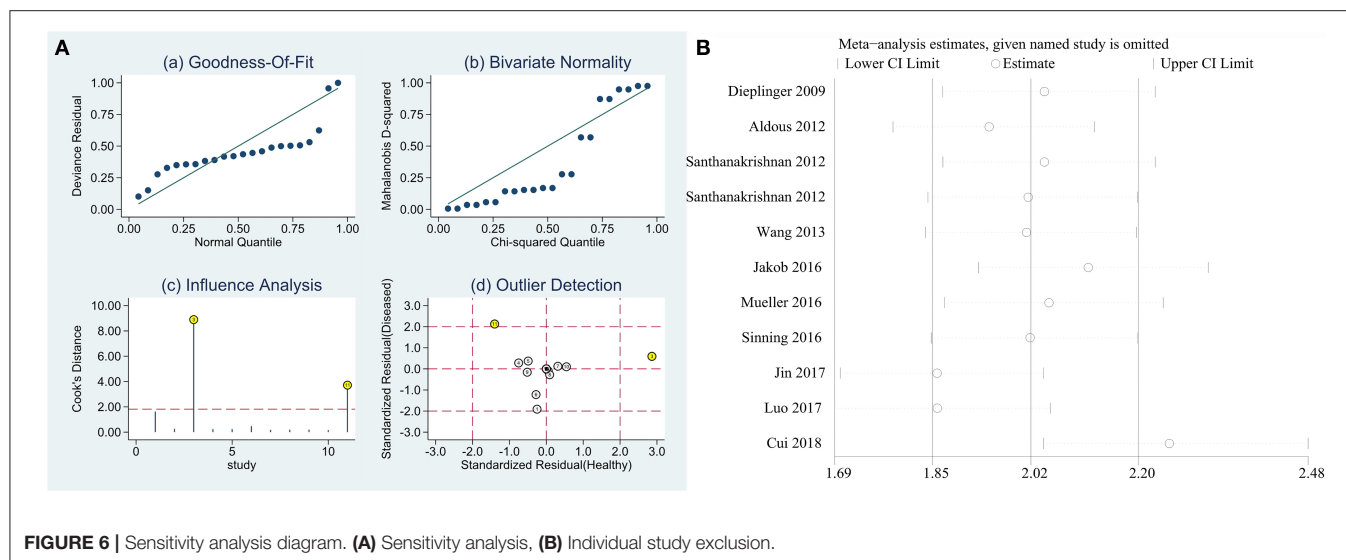 A
(a) Goodness-Of-Fit
Deviance Residual
1.00
0.75
0.50
0.25
0.00
0.00 0.25 0.50 0.75 1.00
Normal Quantile
(b) Bivariate Normality
Mahalanobis D-squared
1.00
0.75
0.50
0.25
0.00
0.00 0.25 0.50 0.75 1.00
Chi-squared Quantile
(c) Influence Analysis
Cook's Distance
10.00
8.00
6.00
4.00
2.00
0.00
3
11
0 5 10
study
(d) Outlier Detection
Standardized Residual(Diseased)
3.0
2.0
1.0
0.0
-1.0
-2.0
-3.0
11
3
-3.0 -2.0 -1.0 0.0 1.0 2.0 3.0
Standardized Residual(Healthy)
B
Meta-analysis estimates, given named study is omitted
Lower CI Limit Estimate Upper CI Limit
Dieplinger 2009
Aldous 2012
Santhanakrishnan 2012
Santhanakrishnan 2012
Wang 2013
Jakob 2016
Mueller 2016
Sinning 2016
Jin 2017
Luo 2017
Cui 2018
1.69 1.85 2.02 2.20 2.48
FIGURE 6 | Sensitivity analysis diagram. (A) Sensitivity analysis, (B) Individual study exclusion.